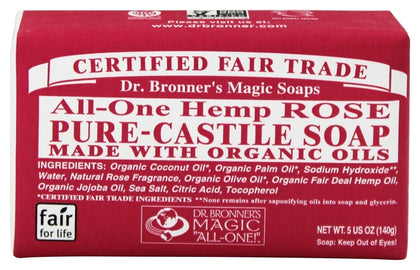 Please visit us at:
www.drbronner.com
CERTIFIED FAIR TRADE
Dr. Bronner's Magic Soaps
All-One Hemp ROSE
PURE-CASTILE SOAP
MADE WITH ORGANIC OILS
INGREDIENTS: Organic Coconut Oil*, Organic Palm Oil*, Sodium Hydroxide**,
Water, Natural Rose Fragrance, Organic Olive Oil*, Organic Fair Deal Hemp Oil,
Organic Jojoba Oil, Sea Salt, Citric Acid, Tocopherol
*CERTIFIED FAIR TRADE INGREDIENTS **None remains after saponifying oils into soap and glycerin.
fair
for life
DR. BRONNER'S
MAGIC
"ALL-ONE!"
5 US OZ (140g)
Soap: Keep Out of Eyes!